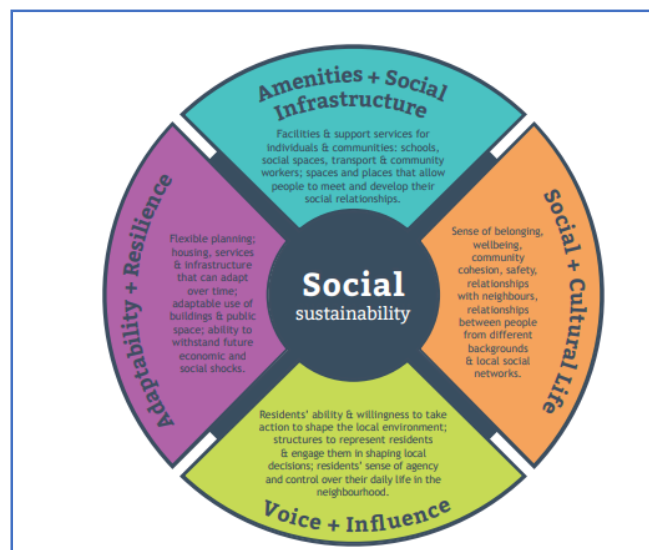 Amenities + Social
Infrastructure
Facilities & support services for
individuals & communities: schools,
social spaces, transport & community
workers; spaces and places that allow
people to meet and develop their
social relationships.
Adaptability + Resilience
Flexible planning;
housing, services
& infrastructure
that can adapt
over time;
adaptable use of
buildings & public
space; ability to
withstand future
economic and
social shocks.
Social
sustainability
Sense of belonging,
wellbeing,
community
cohesion, safety,
relationships
with neighbours,
relationships
between people
from different
backgrounds
& local social
networks.
Social + Cultural Life
Residents' ability & willingness to take
action to shape the local environment;
structures to represent residents
& engage them in shaping local
decisions; residents' sense of agency
and control over their daily life in the
neighbourhood.
Voice + Influence